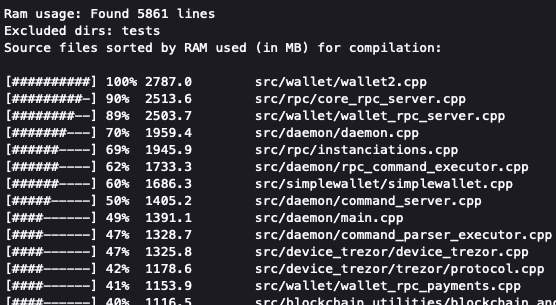 Ram usage: Found 5861 lines
Excluded dirs: tests
Source files sorted by RAM used (in MB) for compilation:
[##########] 100% 2787.0 src/wallet/wallet2.cpp
[#########-] 90% 2513.6 src/rpc/core_rpc_server.cpp
[########--] 89% 2503.7 src/wallet/wallet_rpc_server.cpp
[#######---] 70% 1959.4 src/daemon/daemon.cpp
[######----] 69% 1945.9 src/rpc/instanciations.cpp
[######----] 62% 1733.3 src/daemon/rpc_command_executor.cpp
[######----] 60% 1686.3 src/simplewallet/simplewallet.cpp
[#####-----] 50% 1405.2 src/daemon/command_server.cpp
[####------] 49% 1391.1 src/daemon/main.cpp
[####------] 47% 1328.7 src/daemon/command_parser_executor.cpp
[####------] 47% 1325.8 src/device_trezor/device_trezor.cpp
[####------] 42% 1178.6 src/device_trezor/trezor/protocol.cpp
[####------] 41% 1153.9 src/wallet/wallet_rpc_payments.cpp
[####------] 40% 1116.5 src/blockchain_utilities/blockchain_an